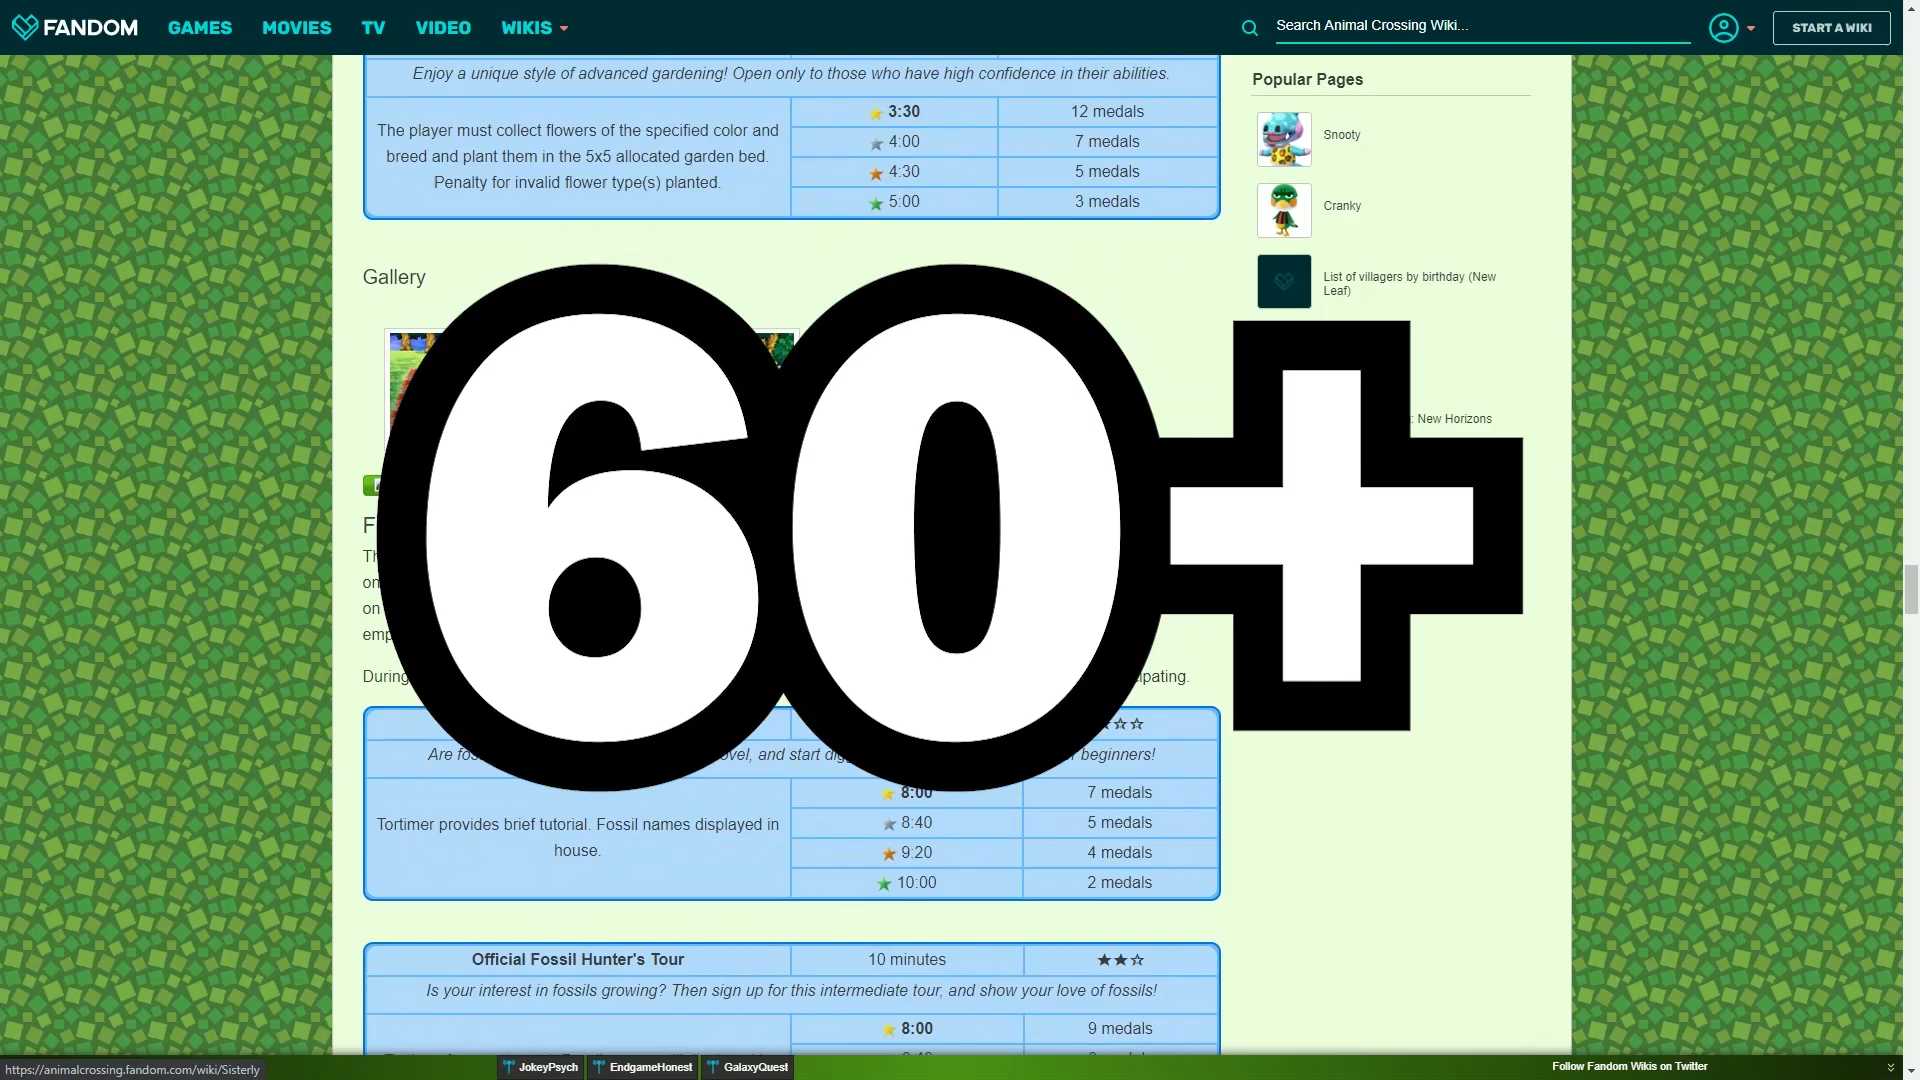 FANDOM
GAMES
MOVIES
TV
VIDEO
WIKIS
Search Animal Crossing Wiki...
START A WIKI
Enjoy a unique style of advanced gardening! Open only to those who have high confidence in their abilities.
The player must collect flowers of the specified color and
breed and plant them in the 5x5 allocated garden bed.
Penalty for invalid flower type(s) planted.
3:30 12 medals
4:00 7 medals
4:30 5 medals
5:00 3 medals
Popular Pages
Snooty
Cranky
List of villagers by birthday (New
Leaf)
: New Horizons
Gallery
60+
F
Th
on
on
emp
During
ipating.
Are fos
ovel, and start digg
beginners!
Tortimer provides brief tutorial. Fossil names displayed in
house.
8:00 7 medals
8:40 5 medals
9:20 4 medals
10:00 2 medals
Official Fossil Hunter's Tour 10 minutes ★★☆
Is your interest in fossils growing? Then sign up for this intermediate tour, and show your love of fossils!
8:00 9 medals
https://animalcrossing.fandom.com/wiki/Sisterly
JokeyPsych
EndgameHonest
GalaxyQuest
Follow Fandom Wikis on Twitter